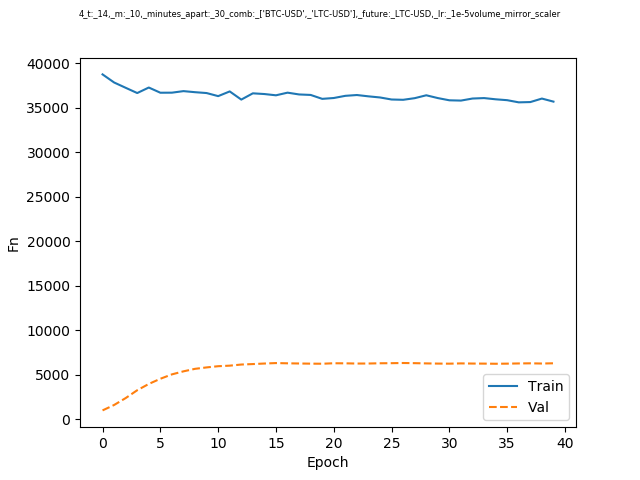 4_t:_14,_m:_10,_minutes_apart:_30_comb:_['BTC-USD',_'LTC-USD'],_future:_LTC-USD,_lr:_1e-5volume_mirror_scaler
40000
35000
30000
25000
20000
15000
10000
5000
0
Fn
Train
Val
0 5 10 15 20 25 30 35 40
Epoch